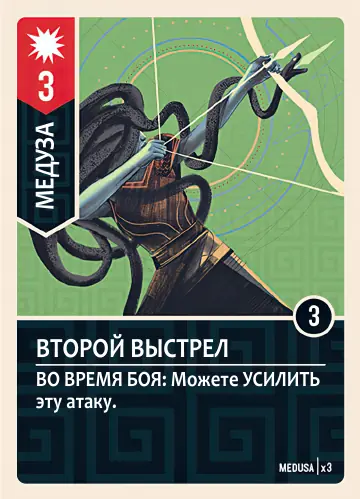 3
МЕДУЗА
3
ВТОРОЙ ВЫСТРЕЛ
ВО ВРЕМЯ БОЯ: Можете УСИЛИТЬ
эту атаку.
MEDUSA | x3